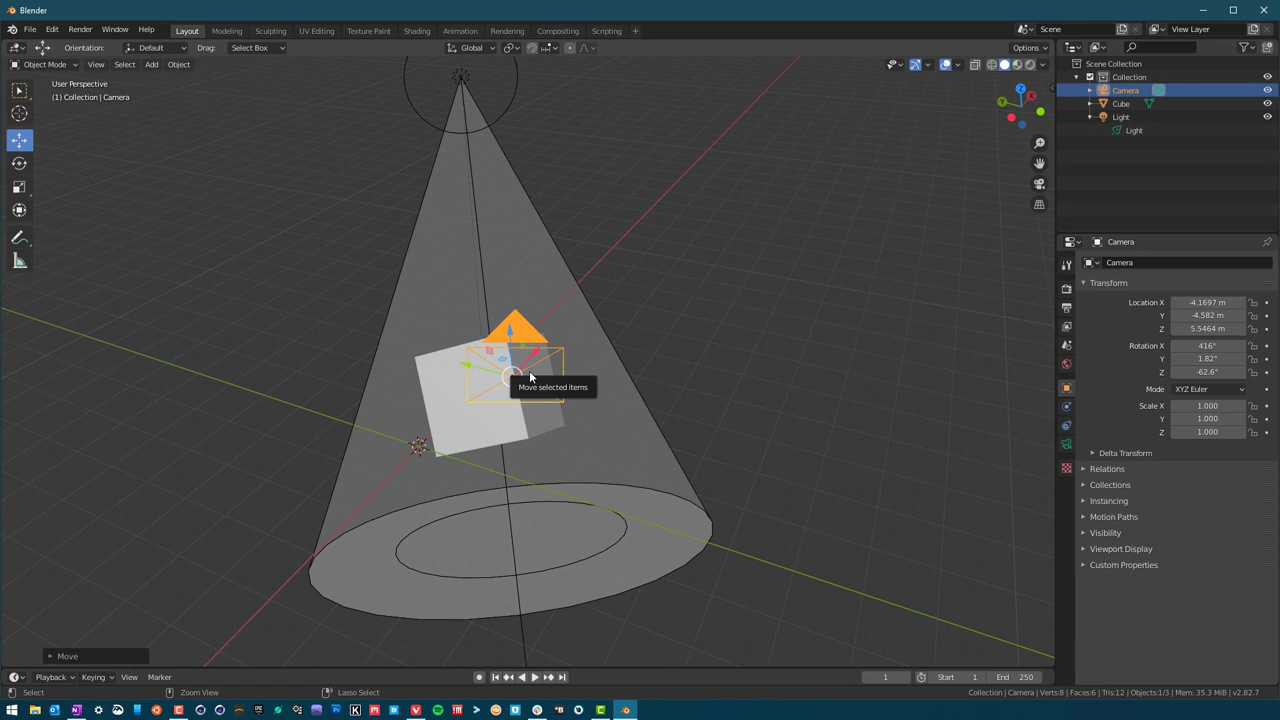 Blender
File Edit Render Window Help
Layout Modeling Sculpting UV Editing Texture Paint Shading Animation Rendering Compositing Scripting +
Scene
View Layer
Orientation: Default Drag: Select Box
Global
Options
Object Mode View Select Add Object
User Perspective
(1) Collection | Camera
Z
X
Y
Move selected items
Move
Scene Collection
Collection
Camera
Cube
Light
Light
Camera
Camera
Transform
Location X -4.1697 m
Y -4.582 m
Z 5.5464 m
Rotation X 416°
Y 1.82°
Z -62.6°
Mode XYZ Euler
Scale X 1.000
Y 1.000
Z 1.000
Delta Transform
Relations
Collections
Instancing
Motion Paths
Visibility
Viewport Display
Custom Properties
Playback Keying View Marker
1
Start 1
End 250
Select
Zoom View
Lasso Select
Collection | Camera | Verts:8 | Faces:6 | Tris:12 | Objects:1/3 | Mem: 35.3 MiB | v2.82.7